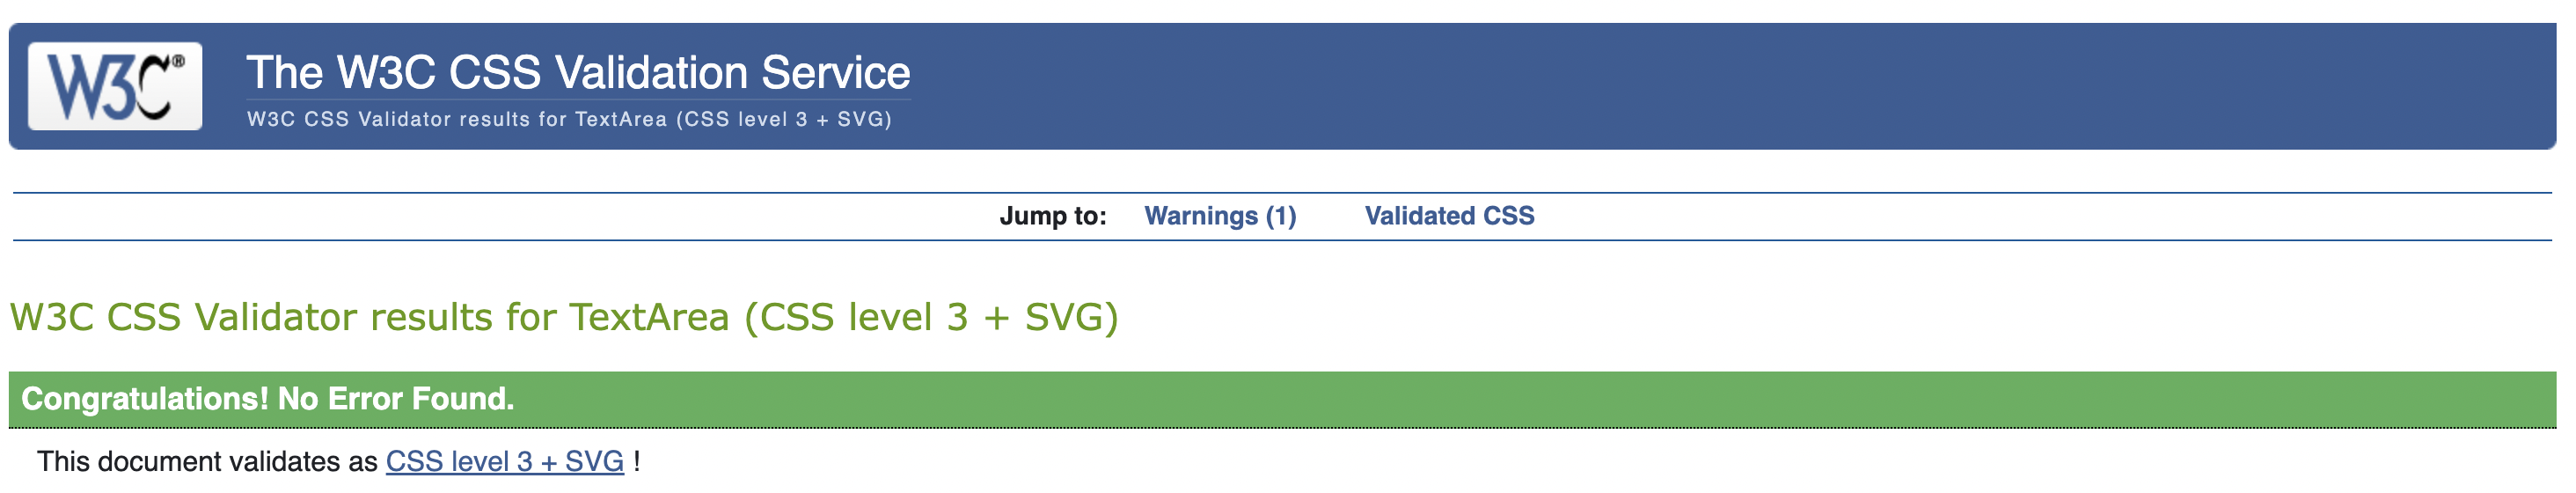 W3C®
The W3C CSS Validation Service
W3C CSS Validator results for TextArea (CSS level 3 + SVG)
Jump to: Warnings (1) Validated CSS
W3C CSS Validator results for TextArea (CSS level 3 + SVG)
Congratulations! No Error Found.
This document validates as CSS level 3 + SVG !